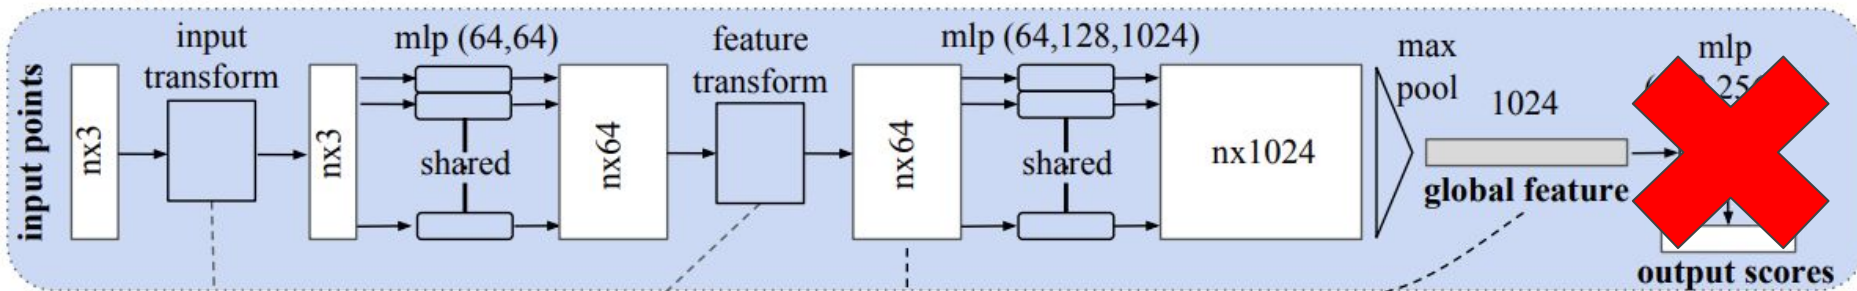 input points
nx3
input
transform
nx3
mlp (64,64)
shared
nx64
feature
transform
nx64
mlp (64,128,1024)
shared
nx1024
max
pool
1024
global feature
mlp
output scores